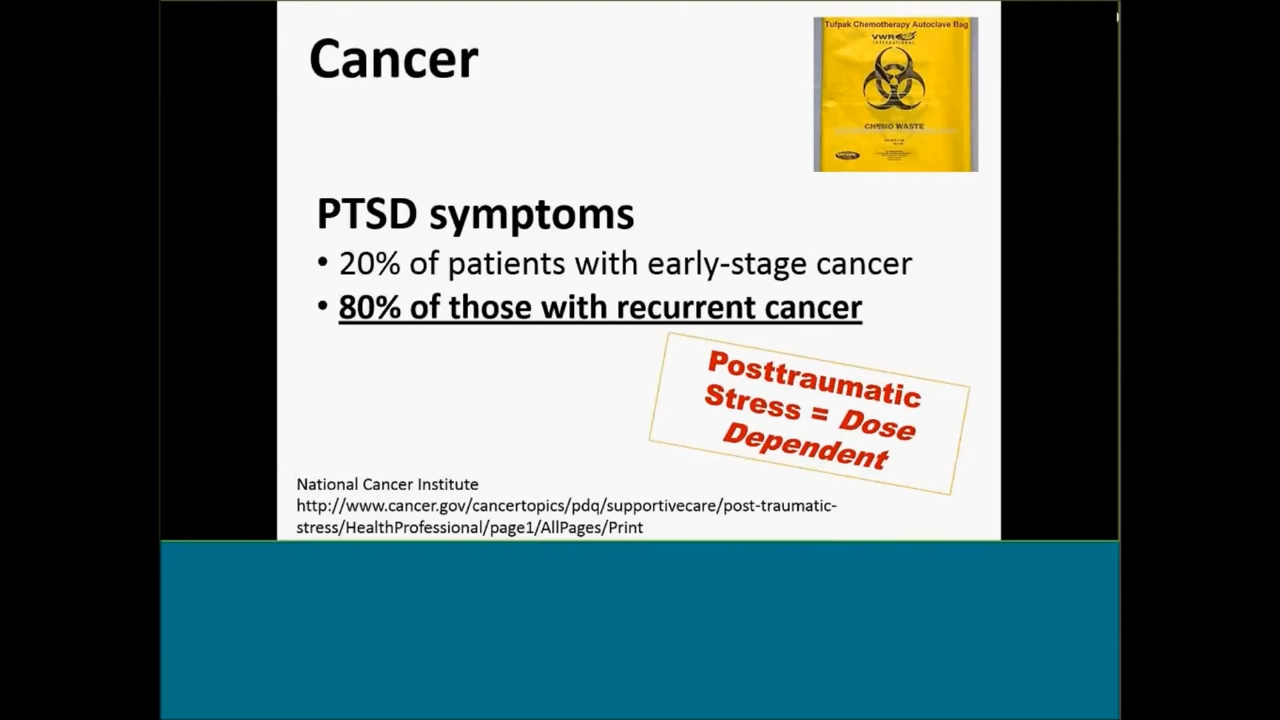 Cancer
Tufpak Chemotherapy Autoclave Bag
VWR
INTERNATIONAL
CHEMO WASTE
PTSD symptoms
• 20% of patients with early-stage cancer
• 80% of those with recurrent cancer
Posttraumatic
Stress = Dose
Dependent
National Cancer Institute
http://www.cancer.gov/cancertopics/pdq/supportivecare/post-traumatic-
stress/HealthProfessional/page1/AllPages/Print